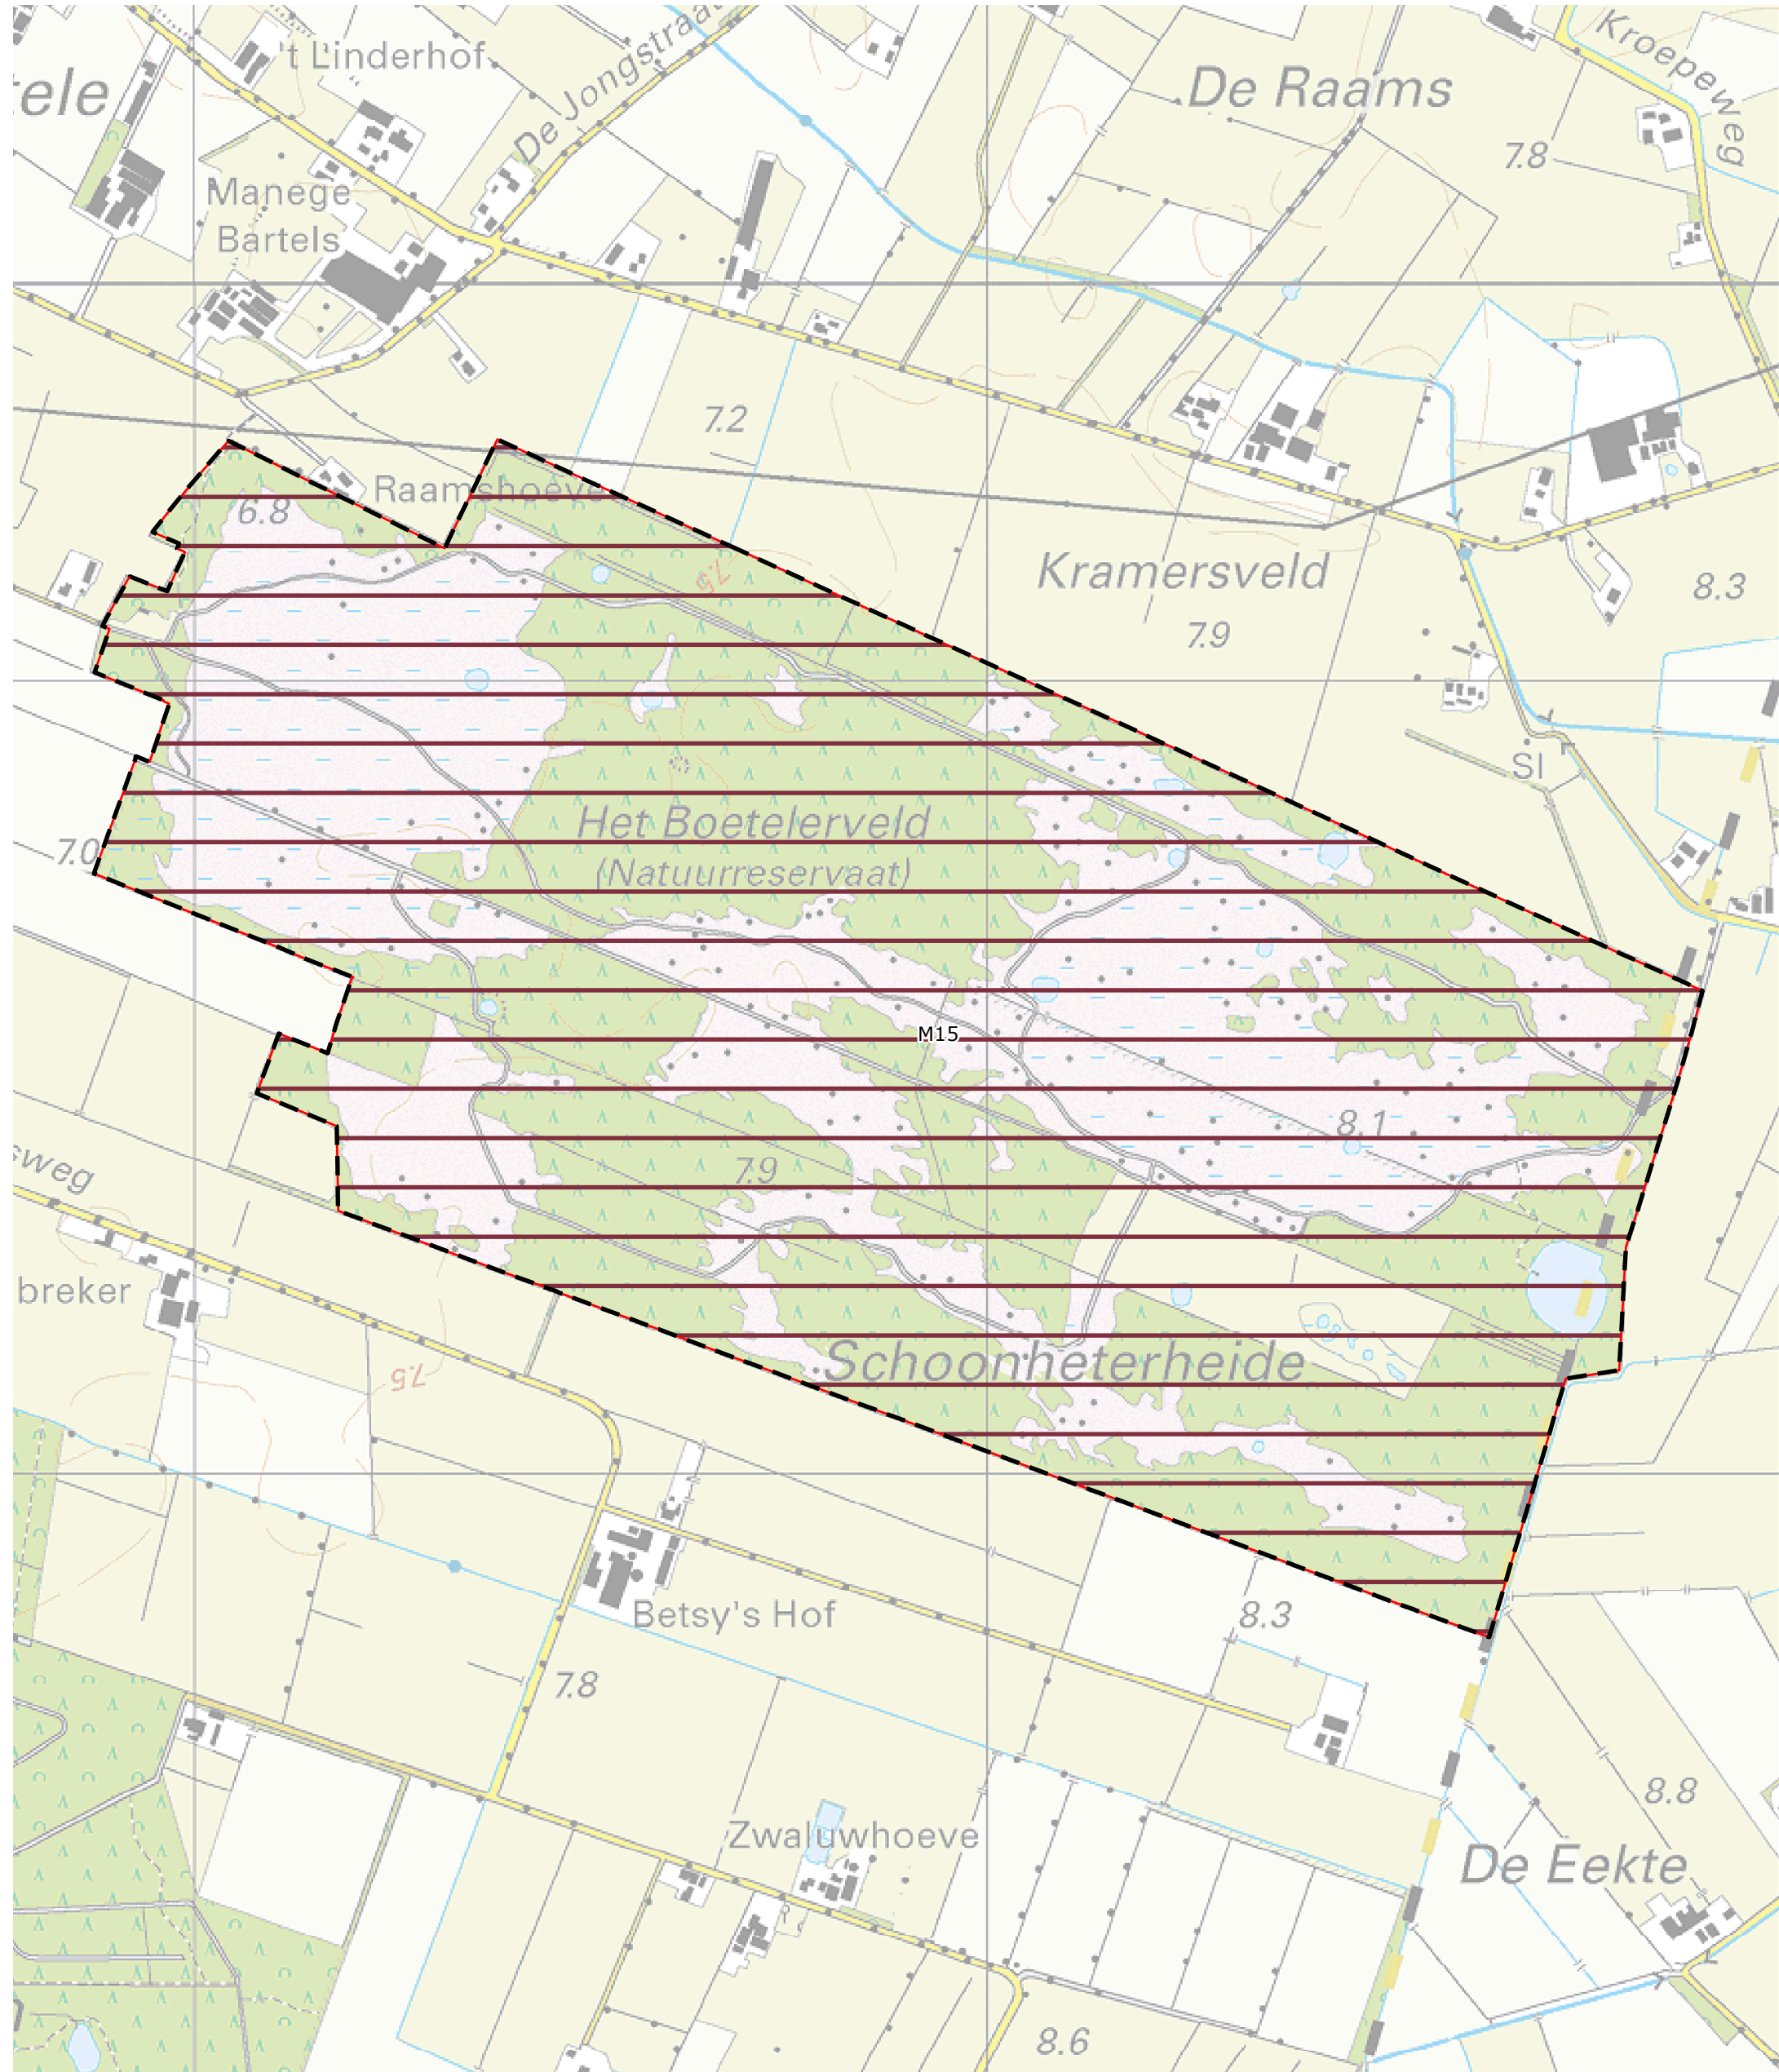 't Linderhof
De Jongstraat
De Raams
Kroepeweg
tele
7.8
Manege
Bartels
7.2
Raamshoeve
6.8
7.5
Kramersveld
8.3
7.9
Sl
Het Boetelerveld
(Natuurreservaat)
7.0
M15
8.1
7.9
sweg
breker
Schoonheterheide
7.5
Betsy's Hof
8.3
7.8
8.8
Zwaluwhoeve
De Eekte
8.6